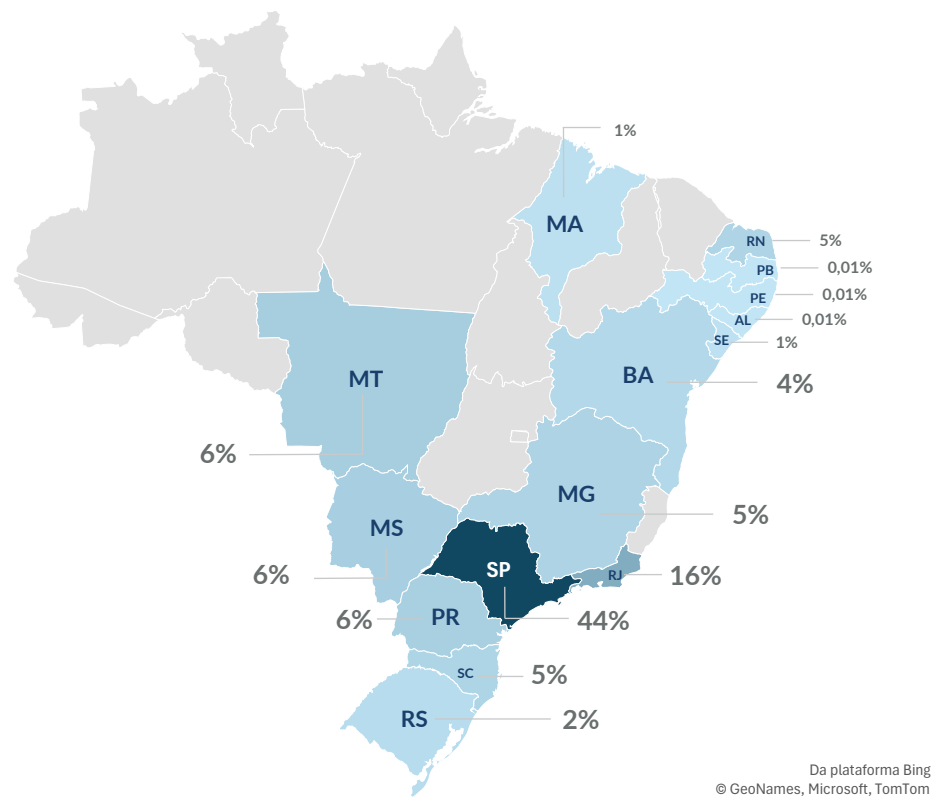 1%
MA
RN
5%
PB
0,01%
PE
0,01%
AL
0,01%
SE
1%
BA
4%
MT
6%
MG
5%
MS
6%
SP
44%
RJ
16%
PR
6%
SC
5%
RS
2%
Da plataforma Bing
© GeoNames, Microsoft, TomTom